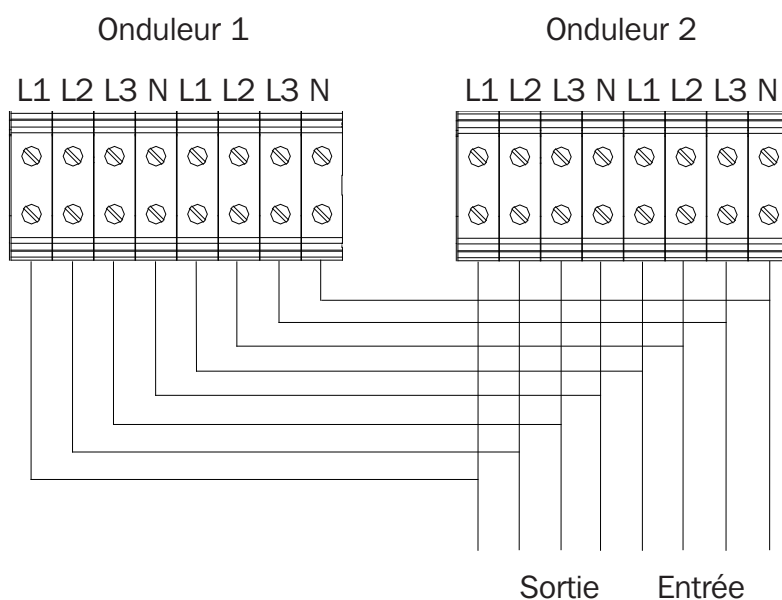 Onduleur 1
Onduleur 2
L1 L2 L3 N L1 L2 L3 N
L1 L2 L3 N L1 L2 L3 N
Sortie
Entrée